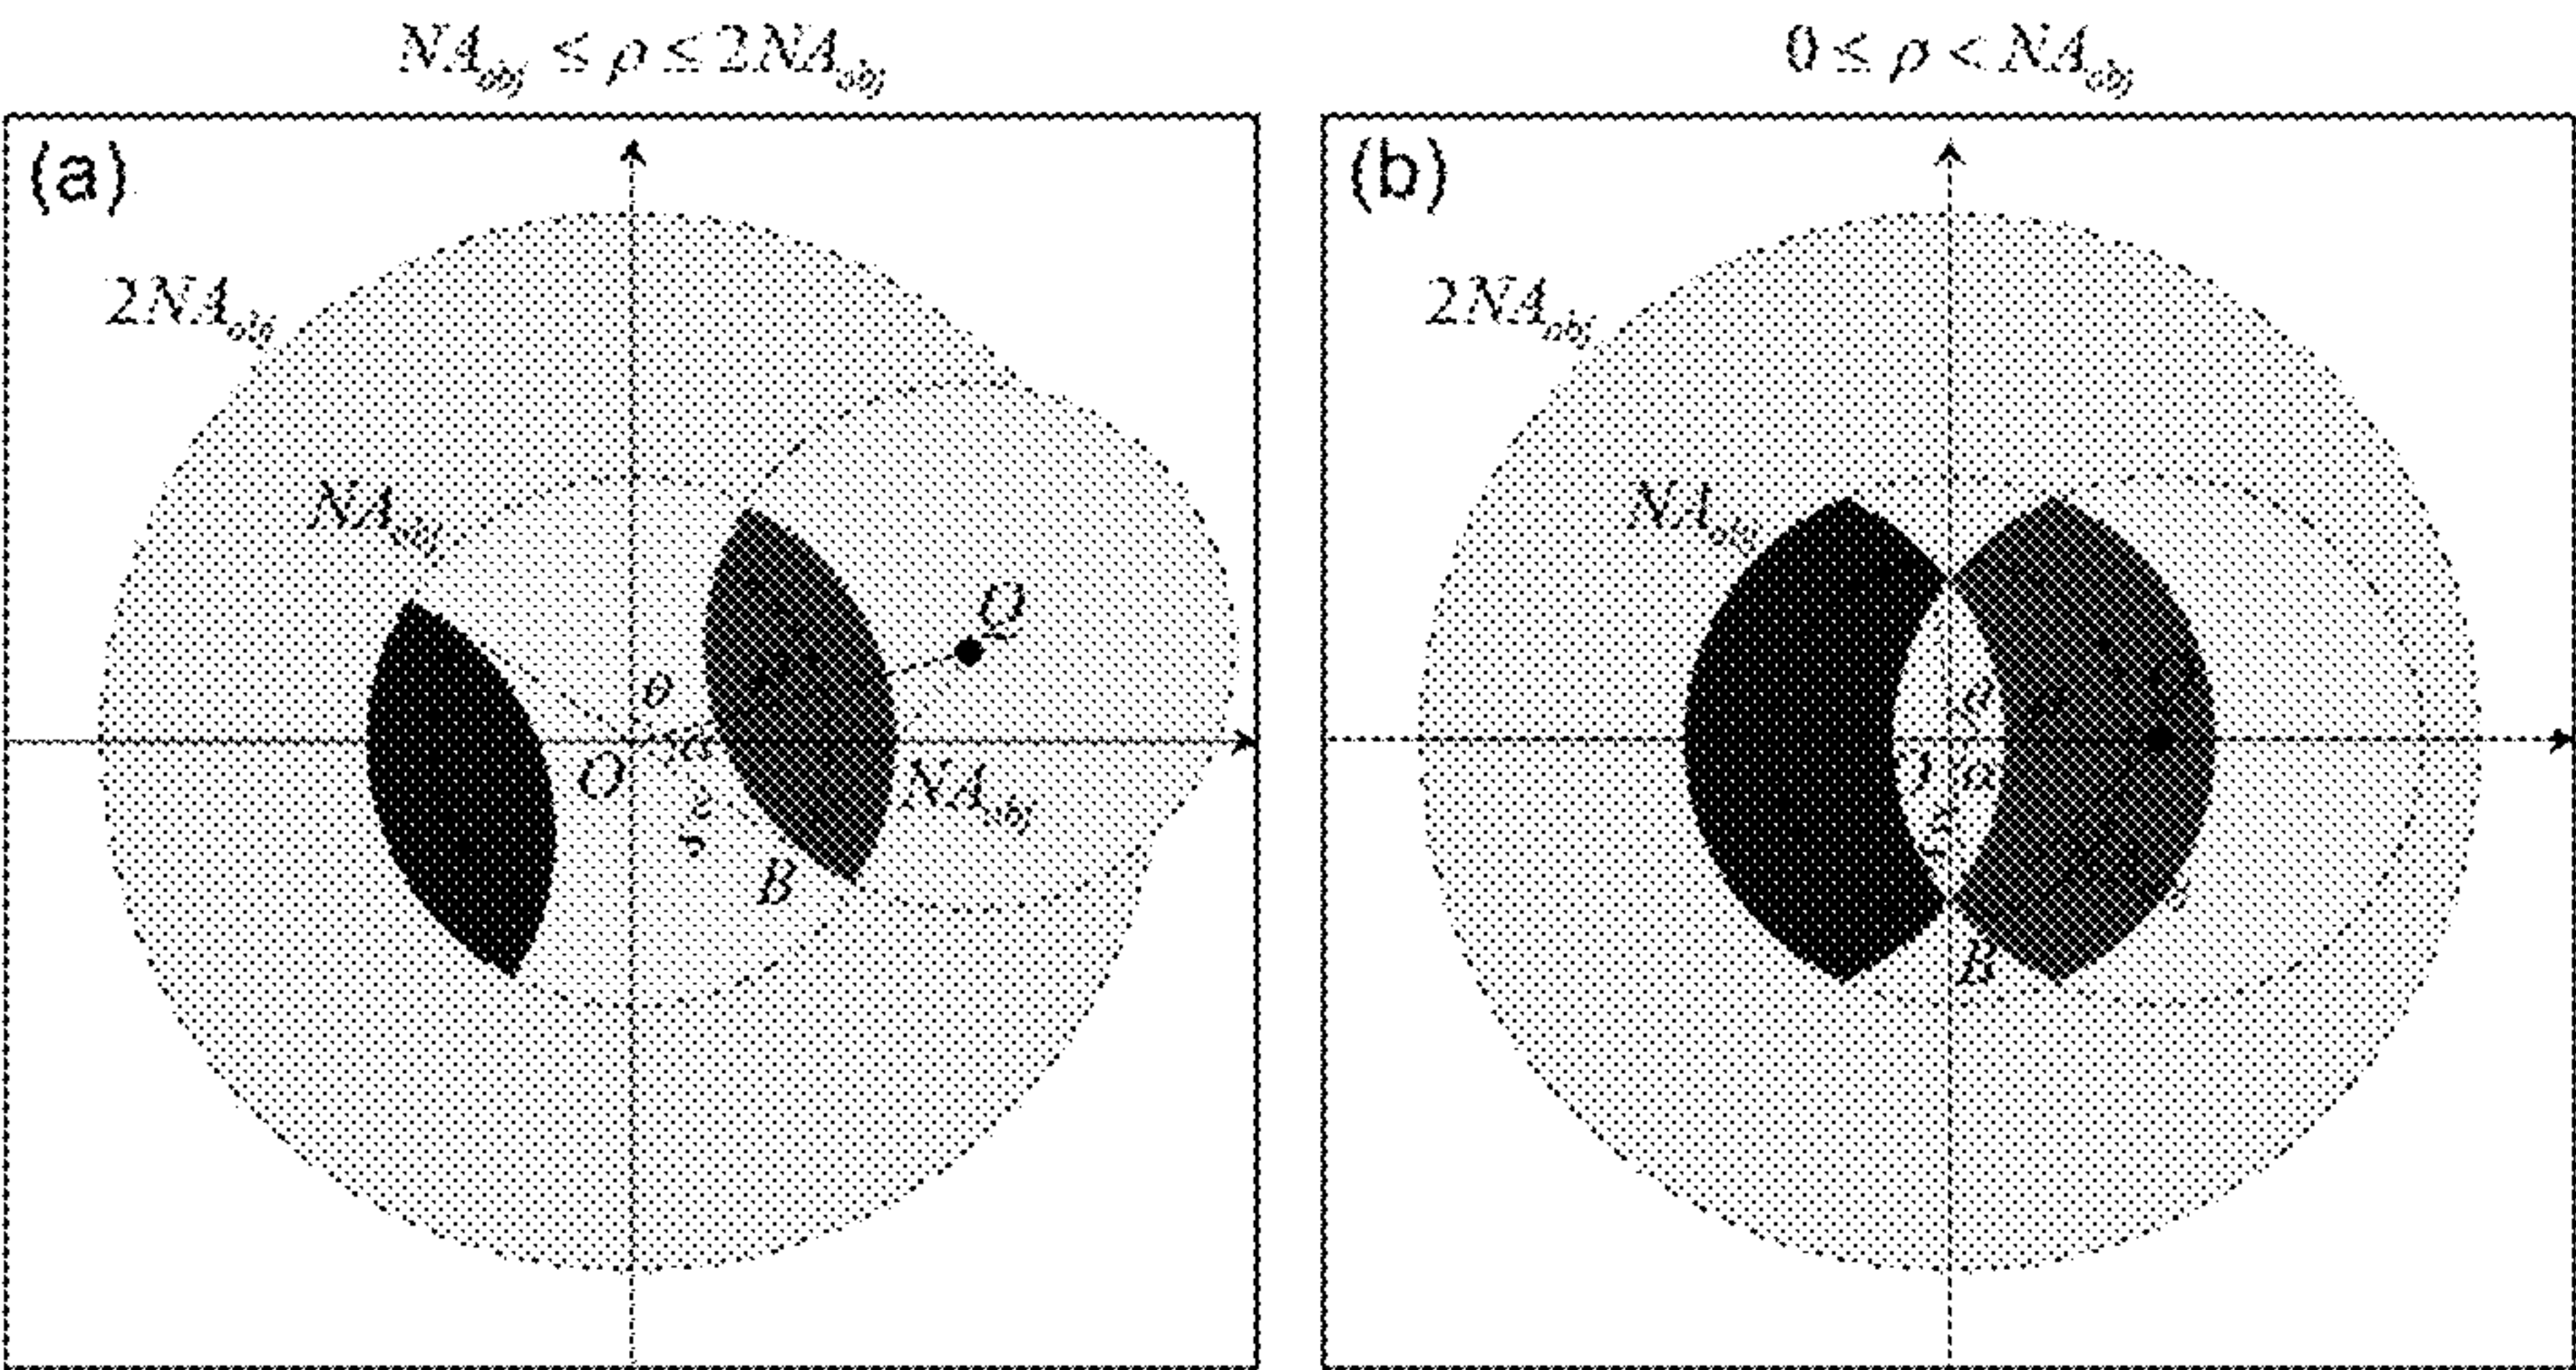 NA_obj ≤ ρ ≤ 2NA_obj
0 ≤ ρ < NA_obj
(a)
2NA_obj
NA_obj
Q
θ
O
α
NA_obj
B
(b)
2NA_obj
NA_obj
θ
α
B